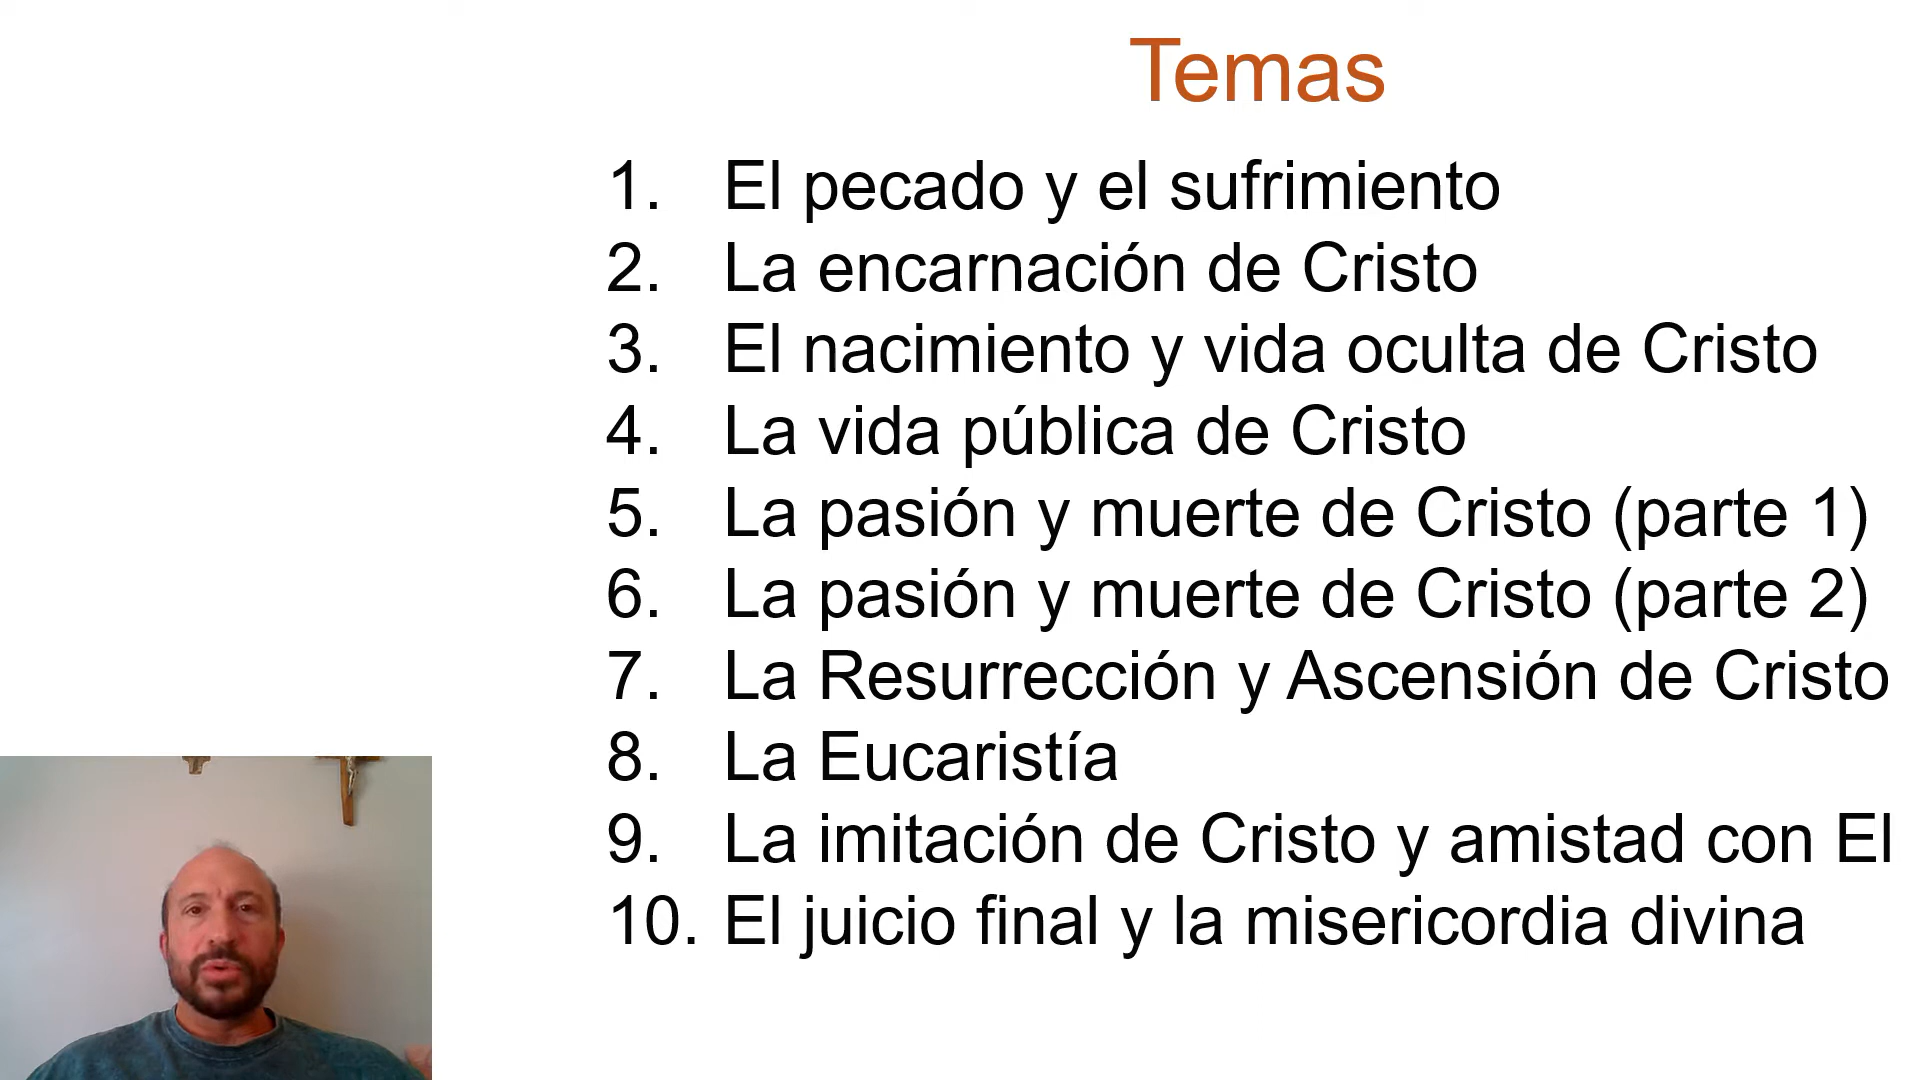 Temas
1. El pecado y el sufrimiento
2. La encarnación de Cristo
3. El nacimiento y vida oculta de Cristo
4. La vida pública de Cristo
5. La pasión y muerte de Cristo (parte 1)
6. La pasión y muerte de Cristo (parte 2)
7. La Resurrección y Ascensión de Cristo
8. La Eucaristía
9. La imitación de Cristo y amistad con El
10. El juicio final y la misericordia divina